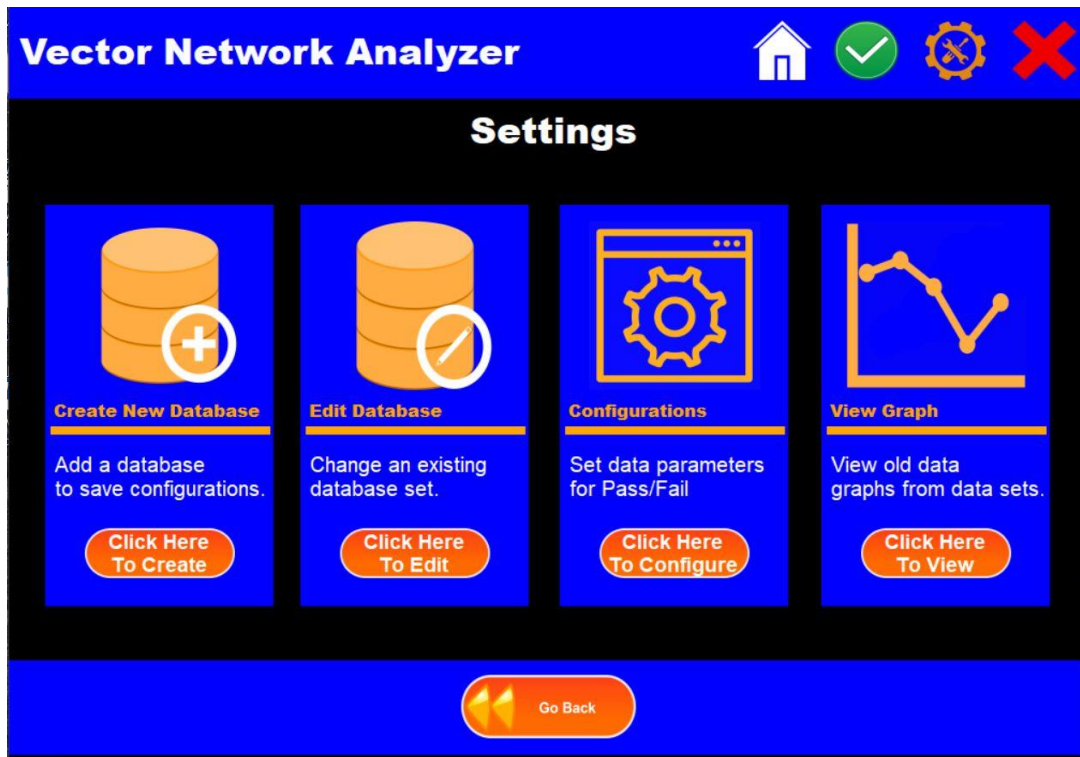 Vector Network Analyzer
Settings
Create New Database
Add a database
to save configurations.
Click Here
To Create
Edit Database
Change an existing
database set.
Click Here
To Edit
Configurations
Set data parameters
for Pass/Fail
Click Here
To Configure
View Graph
View old data
graphs from data sets.
Click Here
To View
Go Back